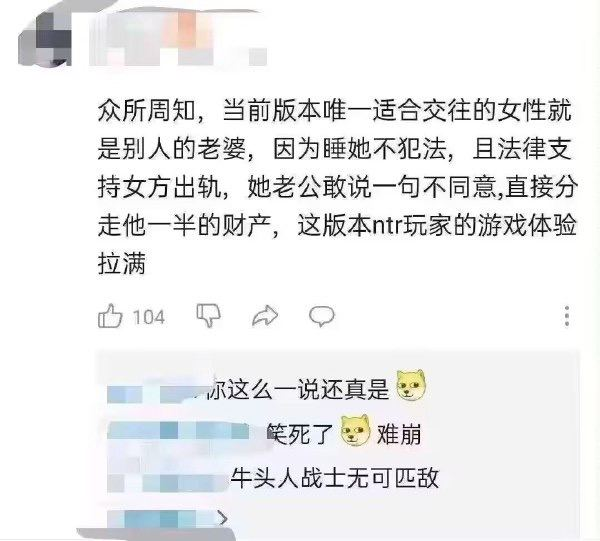 众所周知，当前版本唯一适合交往的女性就
是别人的老婆，因为睡她不犯法，且法律支
持女方出轨，她老公敢说一句不同意,直接分
走他一半的财产，这版本ntr玩家的游戏体验
拉满
104
你这么一说还真是
笑死了 难崩
牛头人战士无可匹敌